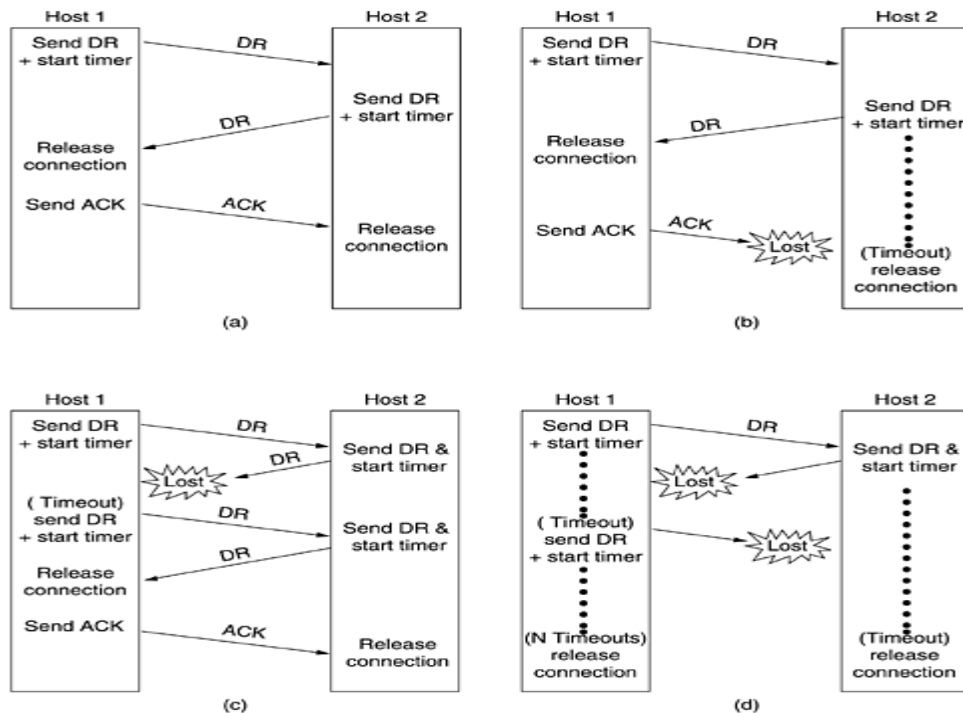 Host 1
Host 2
Send DR
+ start timer
DR
Send DR
+ start timer
DR
Release
connection
Send ACK
ACK
Release
connection
(a)
Host 1
Host 2
Send DR
+ start timer
DR
Send DR
+ start timer
DR
Release
connection
Send ACK
ACK
Lost
(Timeout)
release
connection
(b)
Host 1
Host 2
Send DR
+ start timer
DR
Send DR &
start timer
DR
Lost
( Timeout)
send DR
+ start timer
DR
Send DR &
start timer
DR
Release
connection
Send ACK
ACK
Release
connection
(c)
Host 1
Host 2
Send DR
+ start timer
DR
Send DR &
start timer
Lost
( Timeout)
send DR
+ start timer
Lost
(N Timeouts)
release
connection
(Timeout)
release
connection
(d)